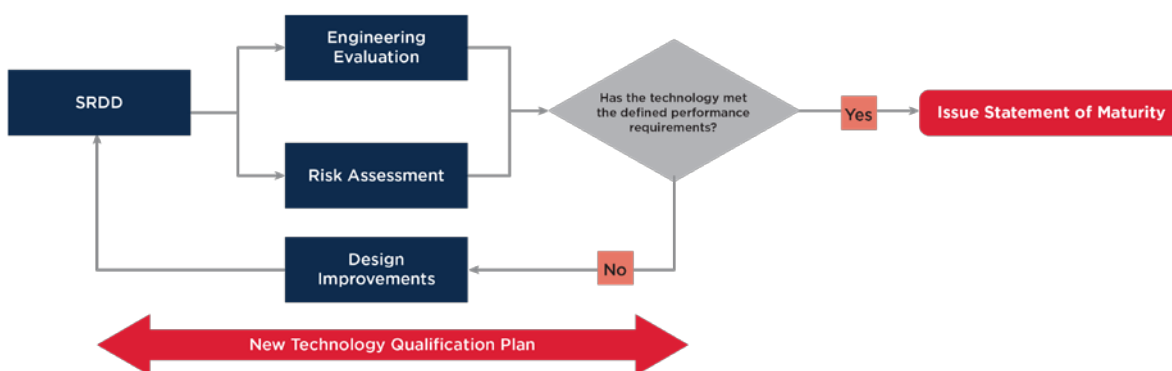 Engineering
Evaluation
SRDD
Has the technology met
the defined performance
requirements?
Yes
Issue Statement of Maturity
Risk Assessment
Design
Improvements
No
New Technology Qualification Plan